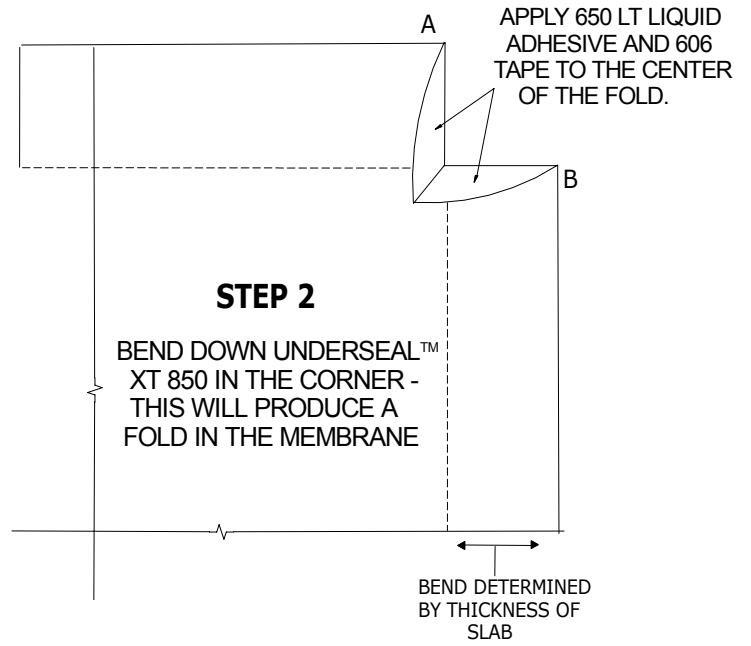 A
APPLY 650 LT LIQUID
ADHESIVE AND 606
TAPE TO THE CENTER
OF THE FOLD.
B
STEP 2
BEND DOWN UNDERSEAL™
XT 850 IN THE CORNER -
THIS WILL PRODUCE A
FOLD IN THE MEMBRANE
BEND DETERMINED
BY THICKNESS OF
SLAB